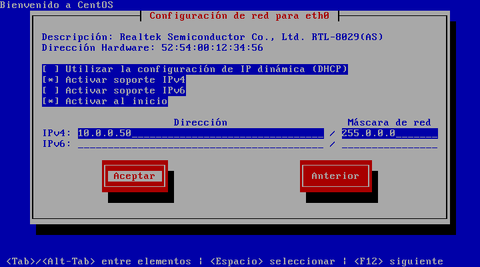 Bienvenido a CentOS
Configuración de red para eth0
Descripción: Realtek Semiconductor Co., Ltd. RTL-8029(AS)
Dirección Hardware: 52:54:00:12:34:56
[ ] Utilizar la configuración de IP dinámica (DHCP)
[*] Activar soporte IPv4
[ ] Activar soporte IPv6
[*] Activar al inicio
Dirección Máscara de red
IPv4: 10.0.0.50 / 255.0.0.0
IPv6: /
Aceptar Anterior
<Tab>/<Alt-Tab> entre elementos | <Espacio> seleccionar | <F12> siguiente